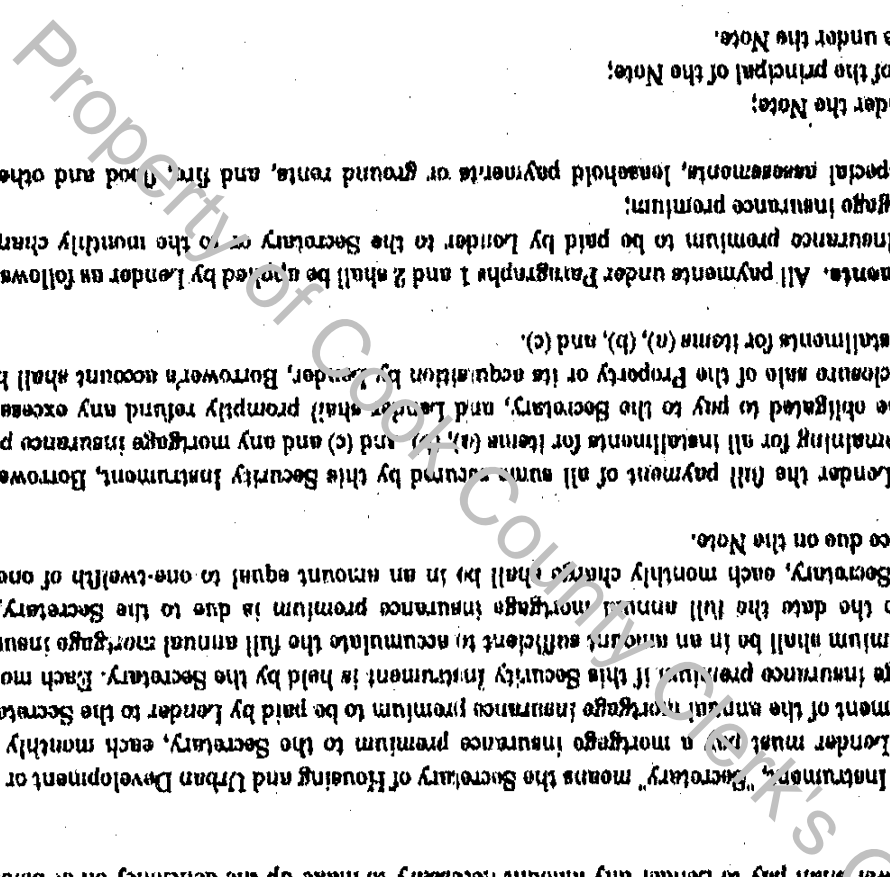 shall pay to Lender any amount necessary to make up the deficiency on or
Instrument, "Secretary" means the Secretary of Housing and Urban Development or
Lender must pay a mortgage insurance premium to the Secretary, each monthly
ment of the annual mortgage insurance premium to be paid by Lender to the Secreta
ge insurance premium if this Security Instrument is held by the Secretary. Each mo
mium shall be in an amount sufficient to accumulate the full annual mortgage insur
o the date the full annual mortgage insurance premium is due to the Secretary,
Secretary, each monthly charge shall be in an amount equal to one-twelfth of one
ce due on the Note.
Lender the full payment of all sums secured by this Security Instrument, Borrowe
emaining for all installments for items (a), (b) and (c) and any mortgage insurance p
e obligated to pay to the Secretary, and Lender shall promptly refund any excess
closure sale of the Property or its acquisition by Lender, Borrower's account shall b
stallments for items (a), (b), and (c).
ments. All payments under Paragraphs 1 and 2 shall be applied by Lender as follows
insurance premium to be paid by Lender to the Secretary or to the monthly char
gage insurance premium;
special assessments, leasehold payments or ground rents, and fire, flood and othe
der the Note;
of the principal of the Note;
s under the Note.
Property of Cook County Clerk's